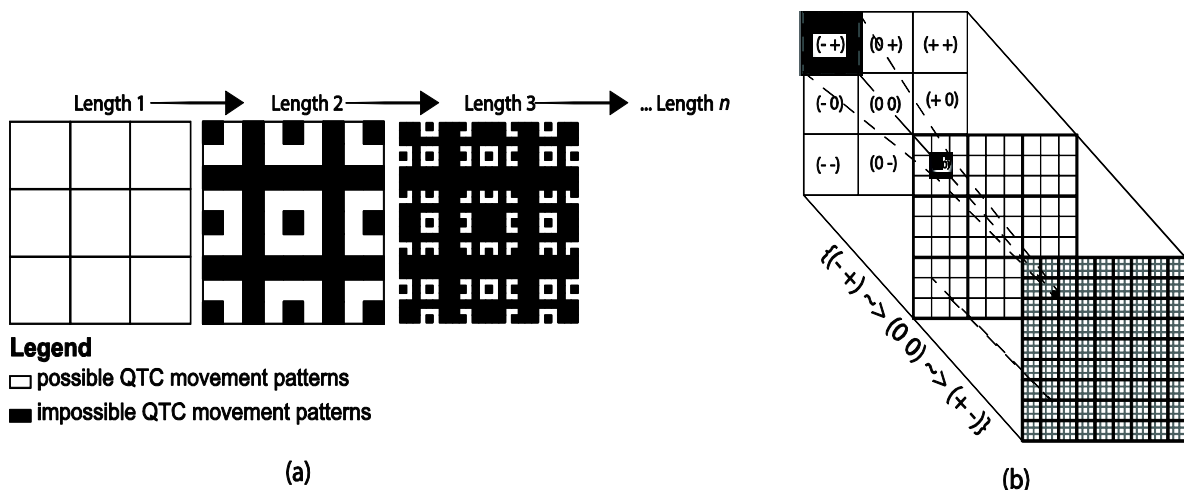 Length 1
Length 2
Length 3
... Length n
Legend
possible QTC movement patterns
impossible QTC movement patterns
(a)
(- +) (0 +) (+ +)
(- 0) (0 0) (+ 0)
(- -) (0 -)
{(- +) ~> (0 0) ~> (+ -)}
(b)